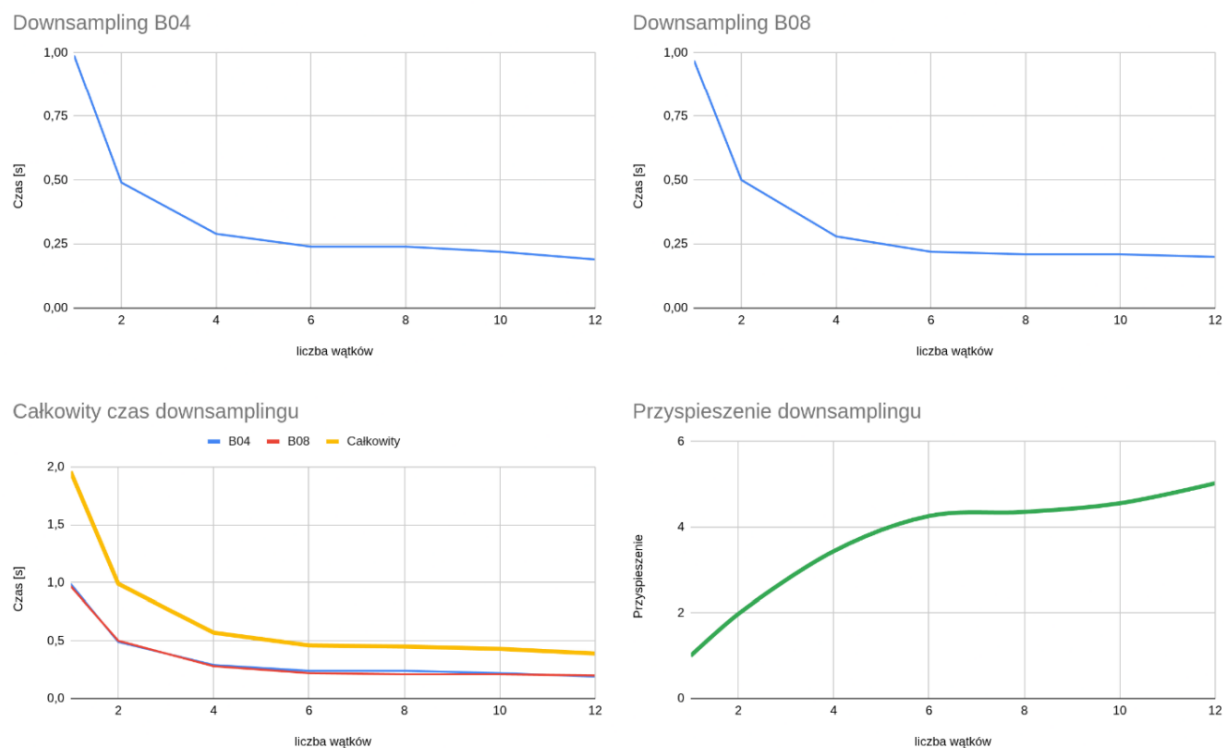 Downsampling B04
1,00
0,75
0,50
0,25
0,00
Czas [s]
2 4 6 8 10 12
liczba wątków
Downsampling B08
1,00
0,75
0,50
0,25
0,00
Czas [s]
2 4 6 8 10 12
liczba wątków
Całkowity czas downsamplingu
B04 B08 Całkowity
2,0
1,5
1,0
0,5
0,0
Czas [s]
2 4 6 8 10 12
liczba wątków
Przyspieszenie downsamplingu
6
4
2
0
Przyspieszenie
2 4 6 8 10 12
liczba wątków